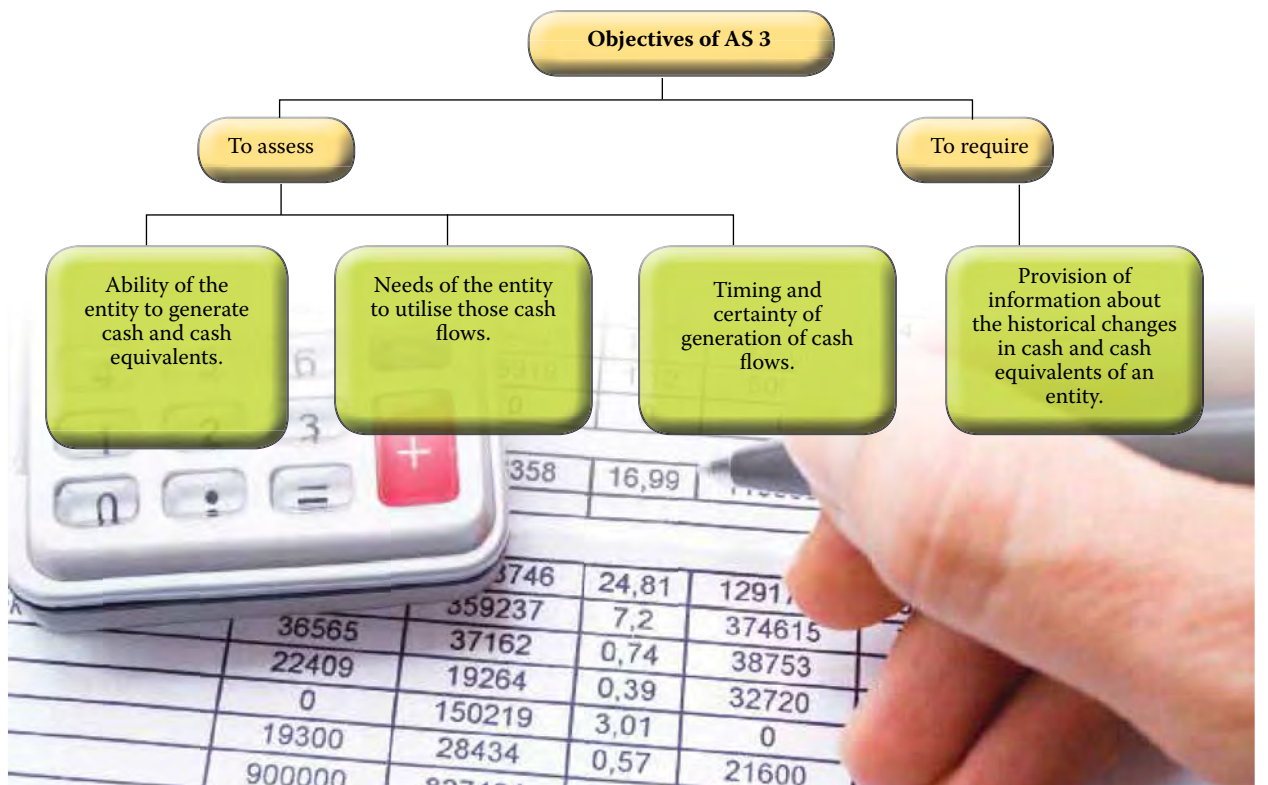 Objectives of AS 3
To assess
To require
Ability of the
entity to generate
cash and cash
equivalents.
Needs of the entity
to utilise those cash
flows.
Timing and
certainty of
generation of cash
flows.
Provision of
information about
the historical changes
in cash and cash
equivalents of an
entity.
6
2 3 +
=
358 16,99
3746 24,81
359237 7,2 374615
36565 37162 0,74 38753
22409 19264 0,39 32720
0 150219 3,01 0
19300 28434 0,57 21600
900000